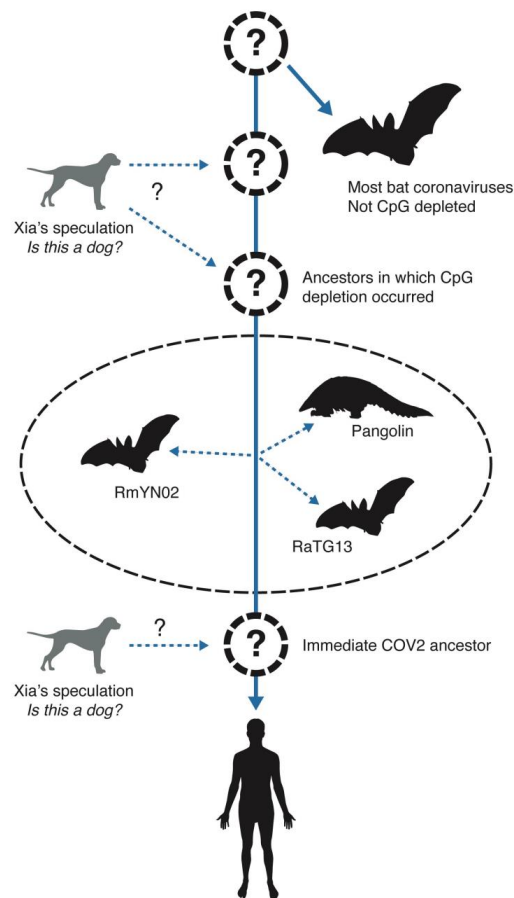 ?
?
?
Most bat coronaviruses
Not CpG depleted
Xia's speculation
Is this a dog?
?
Ancestors in which CpG
depletion occurred
Pangolin
RmYN02
RaTG13
?
?
Immediate COV2 ancestor
Xia's speculation
Is this a dog?